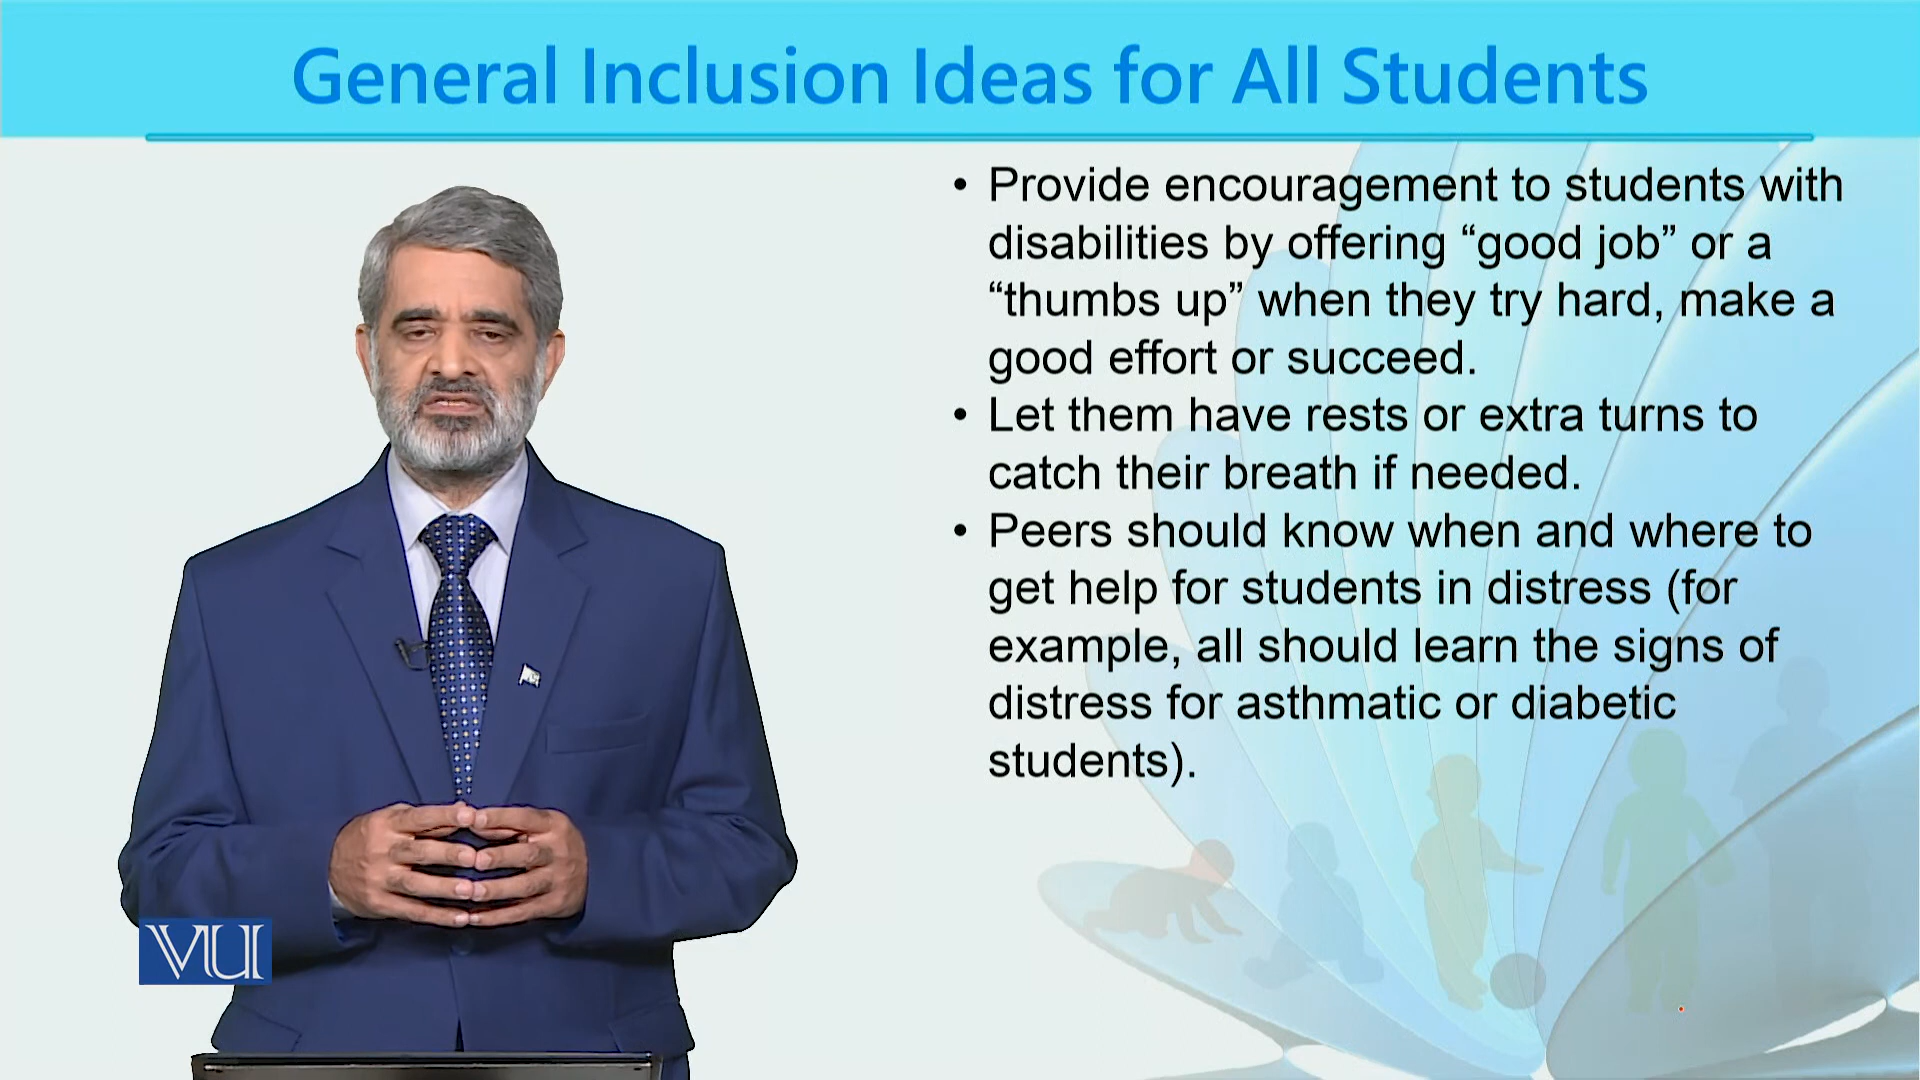 General Inclusion Ideas for All Students
• Provide encouragement to students with
disabilities by offering “good job” or a
“thumbs up” when they try hard, make a
good effort or succeed.
• Let them have rests or extra turns to
catch their breath if needed.
• Peers should know when and where to
get help for students in distress (for
example, all should learn the signs of
distress for asthmatic or diabetic
students).
VU